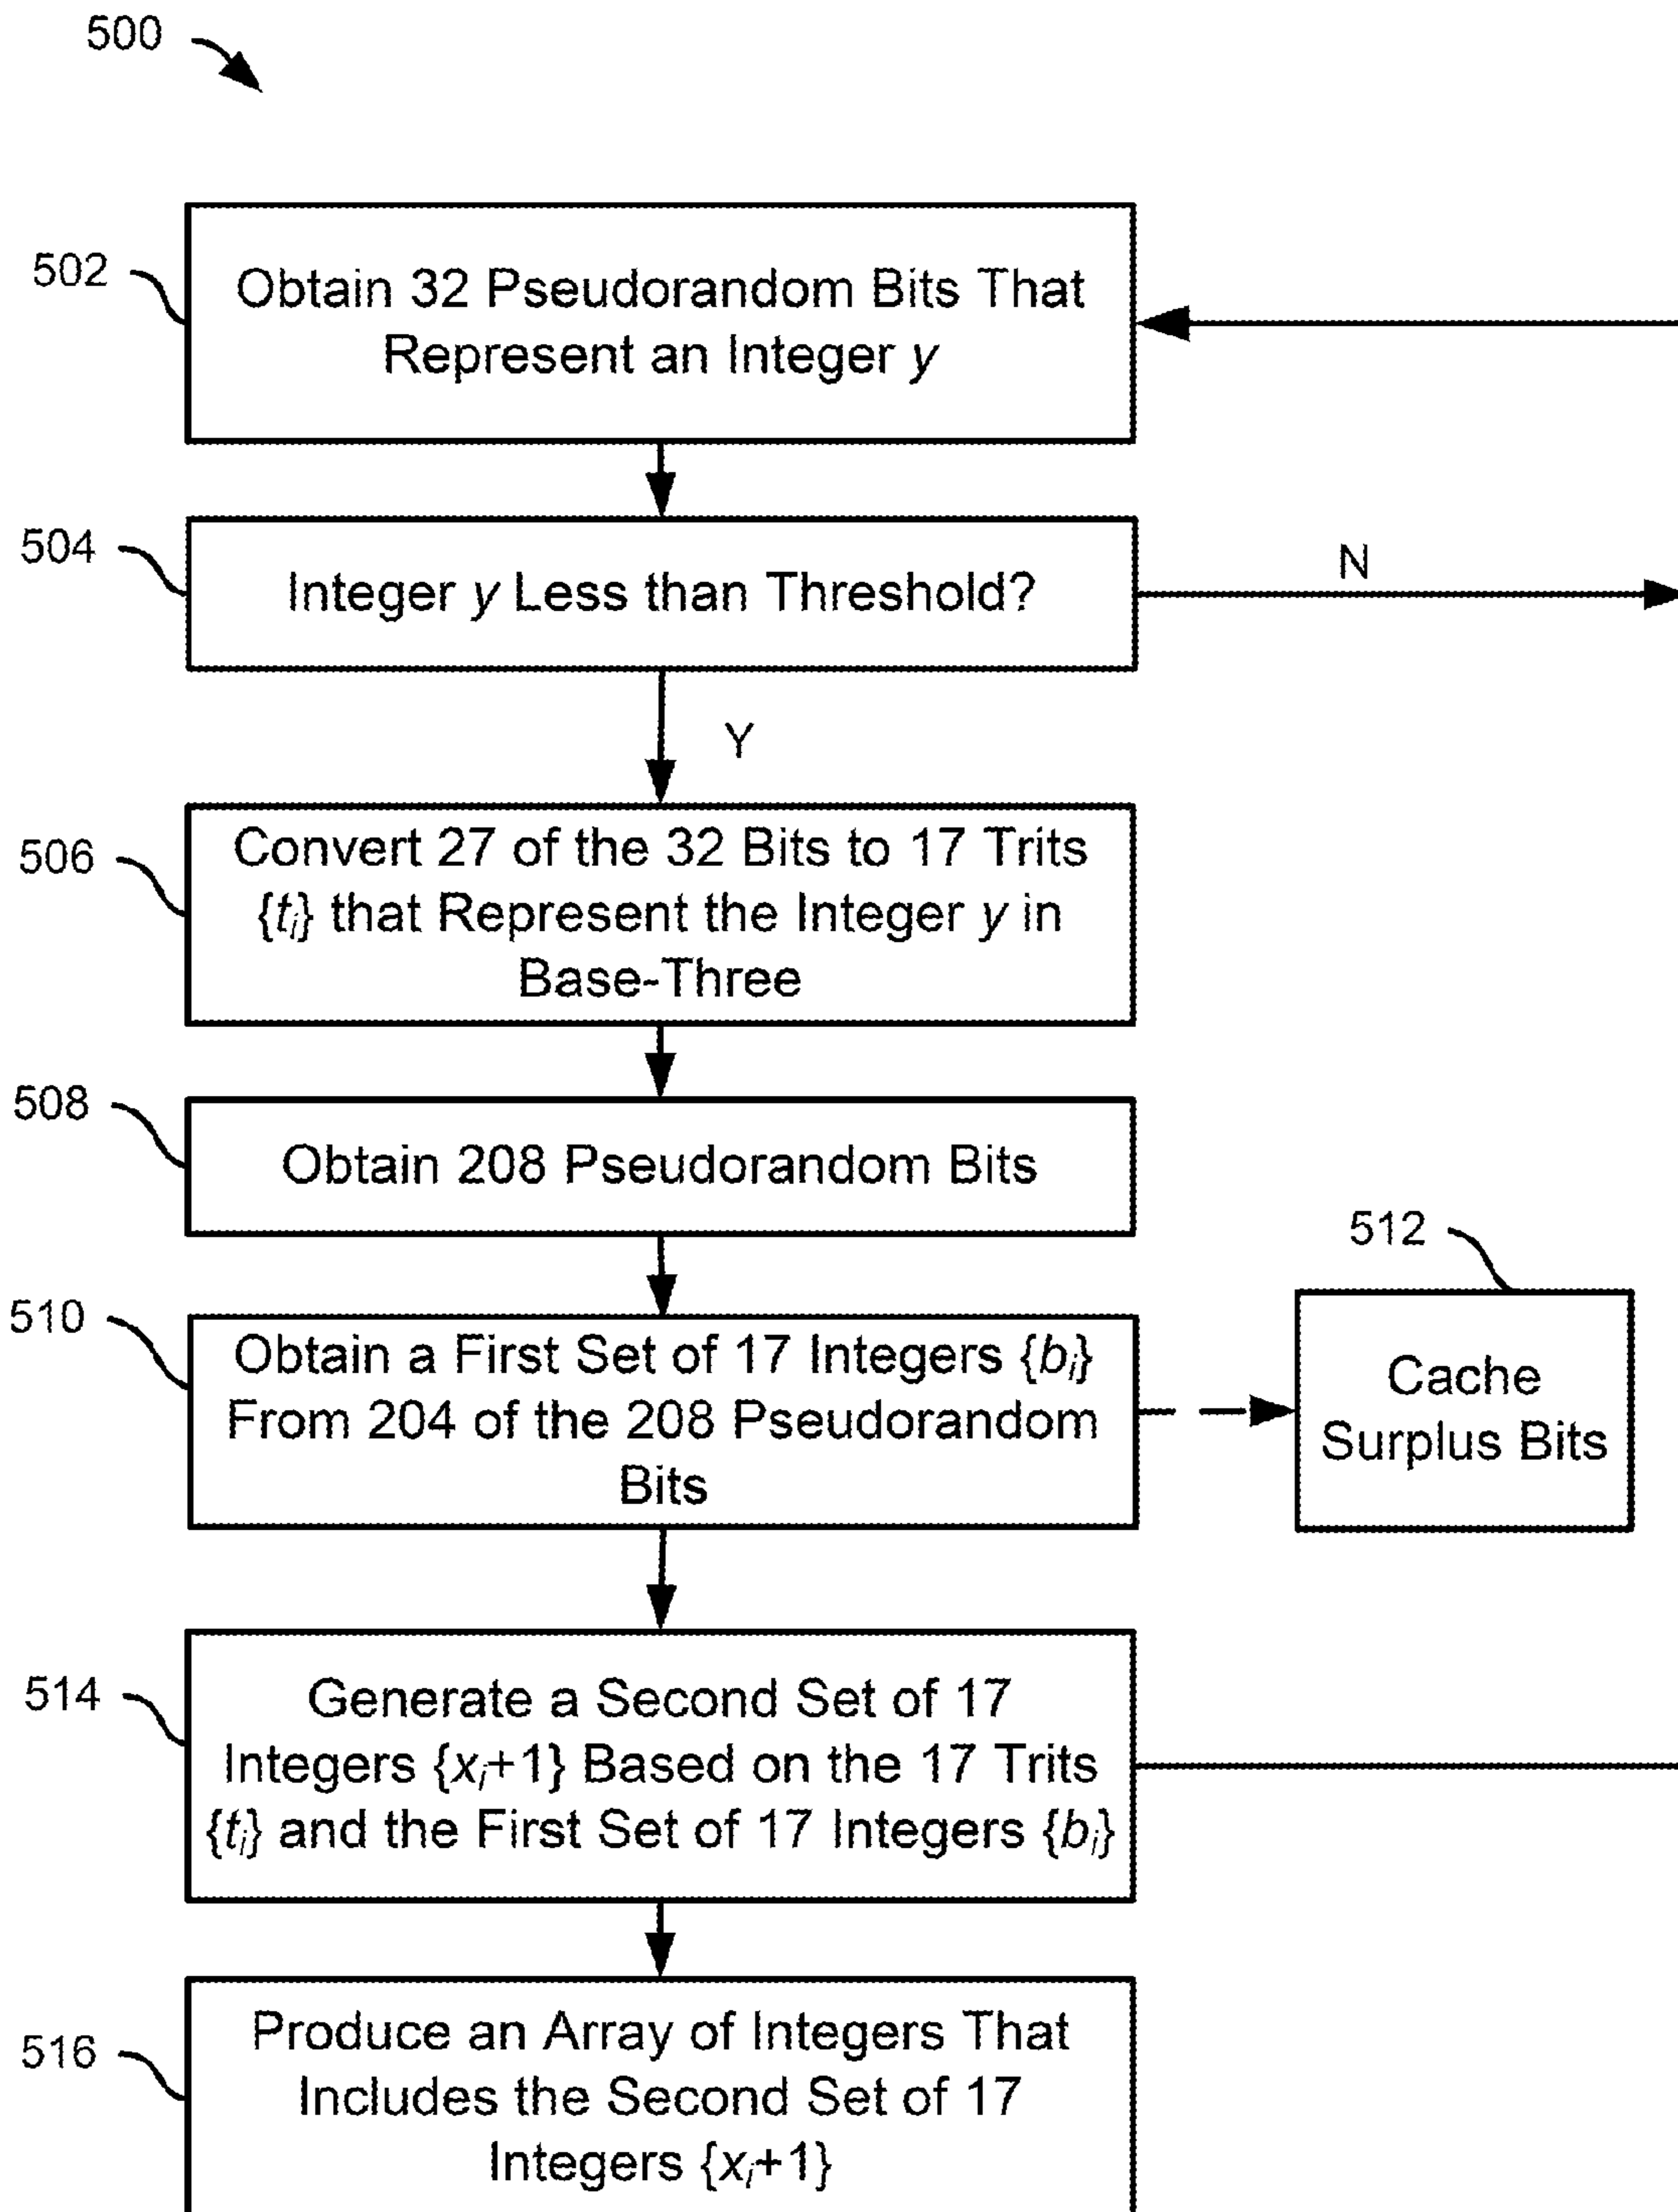 500
502
Obtain 32 Pseudorandom Bits That
Represent an Integer y
504
Integer y Less than Threshold?
N
Y
506
Convert 27 of the 32 Bits to 17 Trits
{ti} that Represent the Integer y in
Base-Three
508
Obtain 208 Pseudorandom Bits
510
Obtain a First Set of 17 Integers {bi}
From 204 of the 208 Pseudorandom
Bits
512
Cache
Surplus Bits
514
Generate a Second Set of 17
Integers {xi+1} Based on the 17 Trits
{ti} and the First Set of 17 Integers {bi}
516
Produce an Array of Integers That
Includes the Second Set of 17
Integers {xi+1}